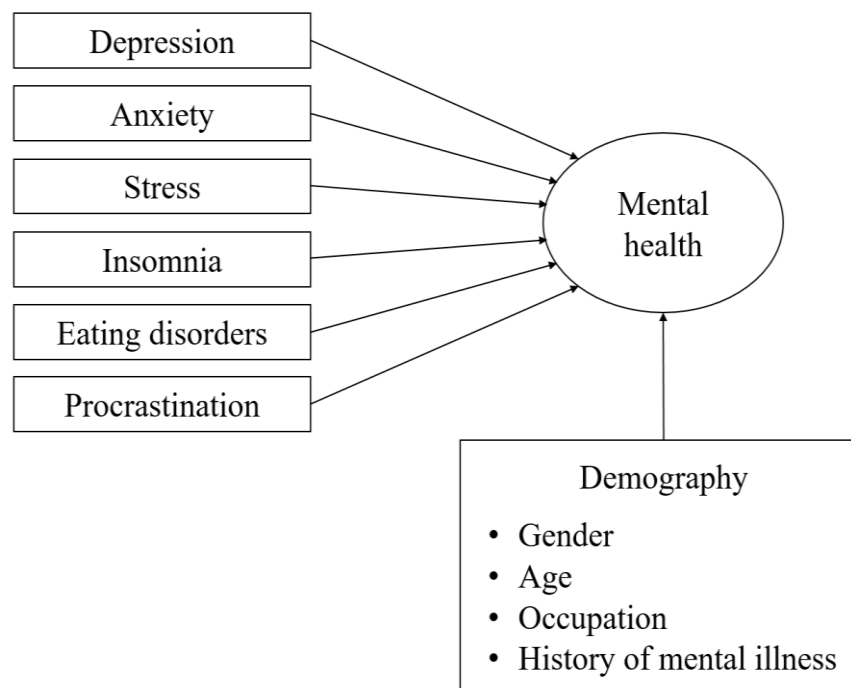 Depression
Anxiety
Stress
Insomnia
Eating disorders
Procrastination
Mental
health
Demography
• Gender
• Age
• Occupation
• History of mental illness